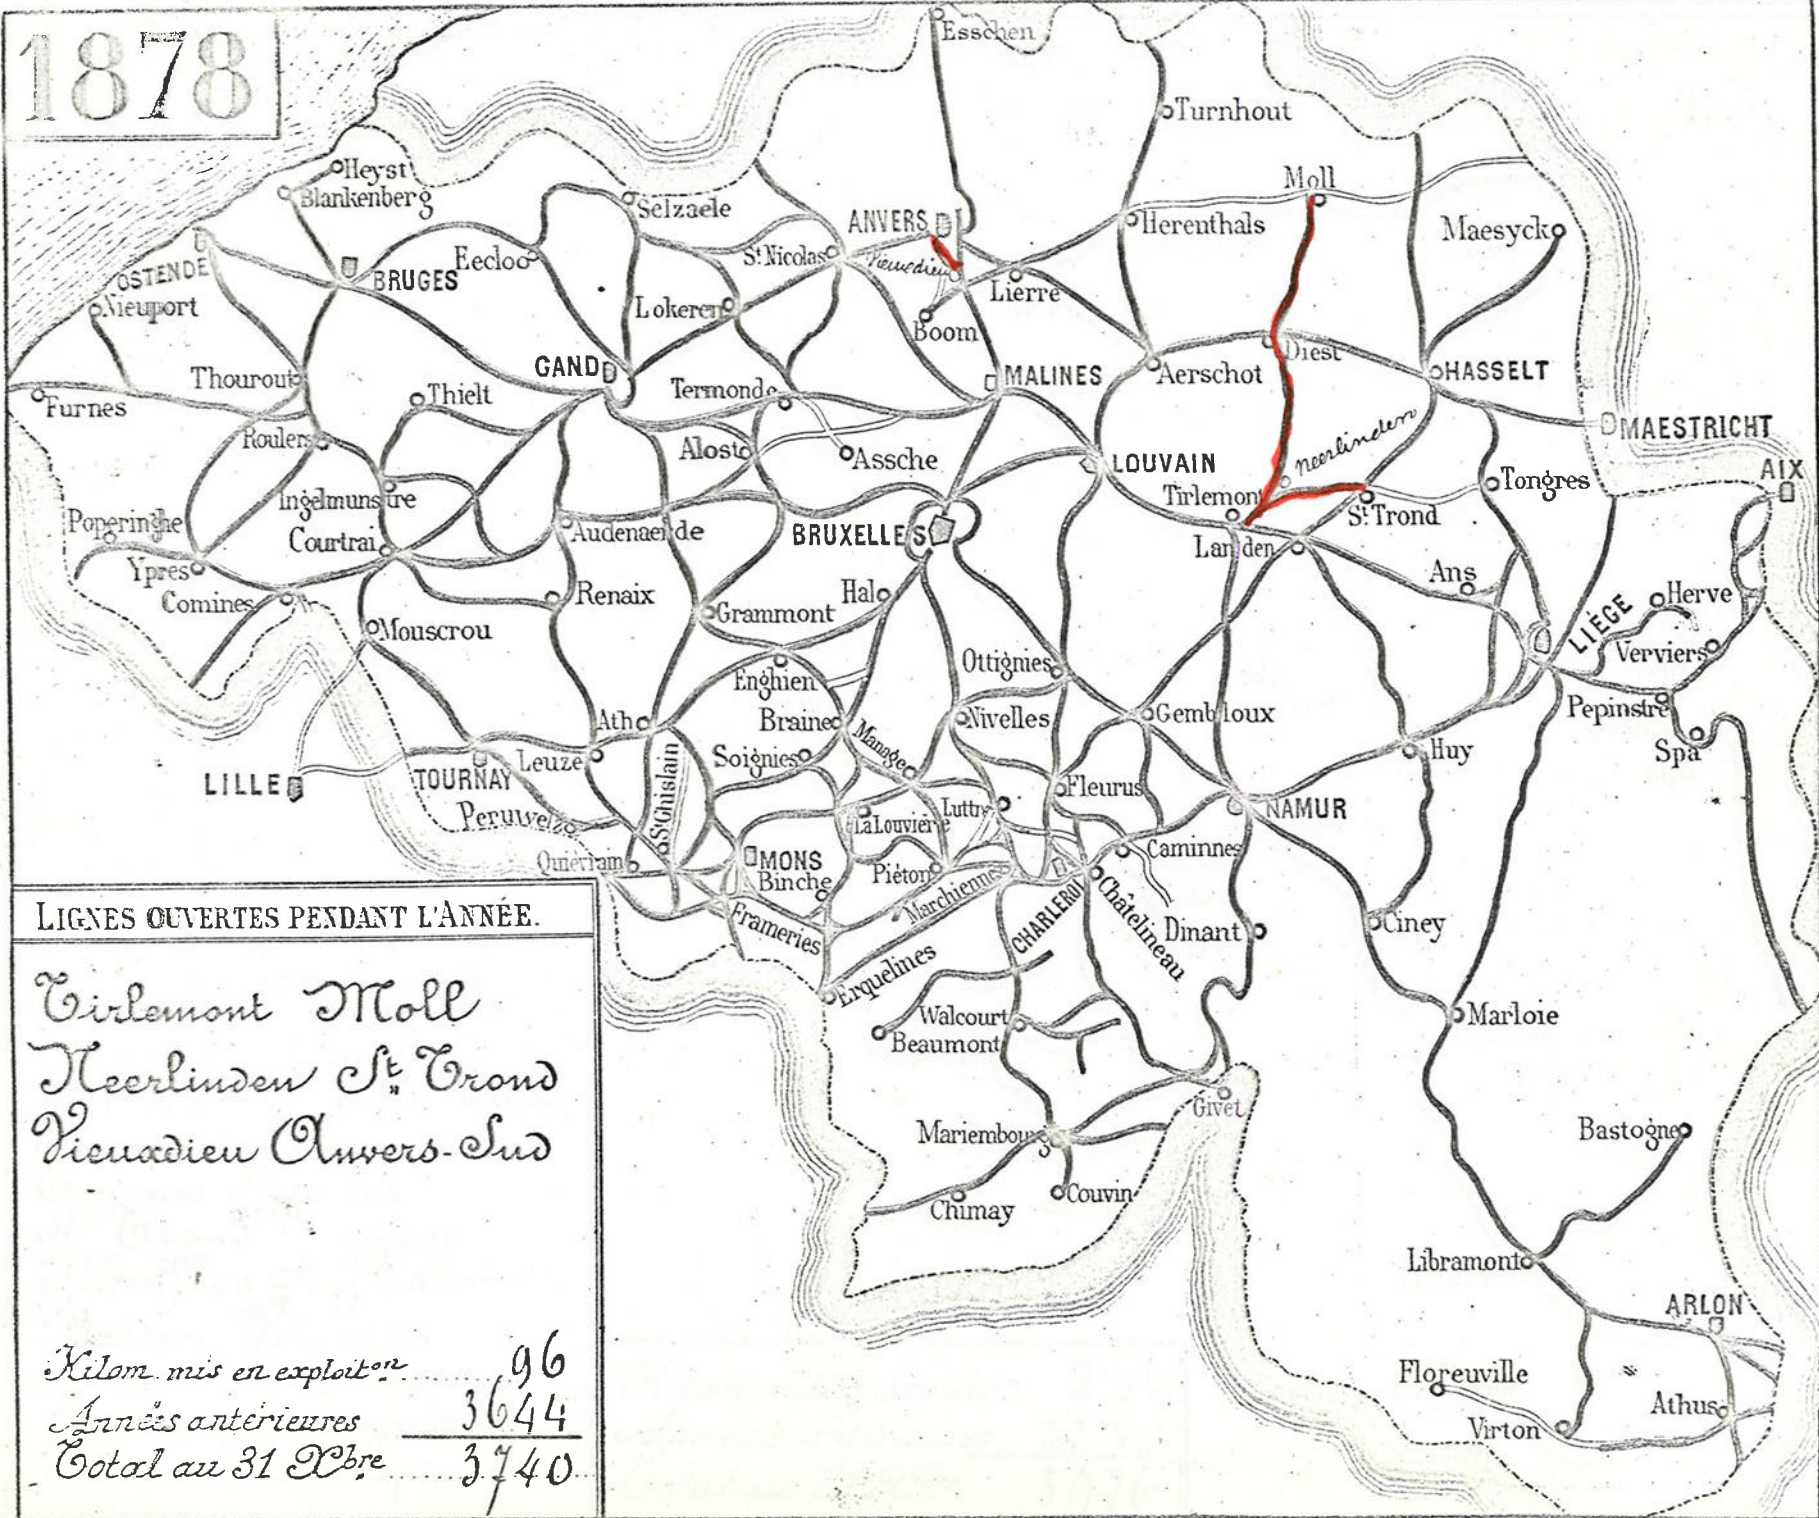 1878
Esschen
Turnhout
Heyst
Blankenberg
Selzaete
Moll
ANVERS
Herenthals
Maesyck
OSTENDE
BRUGES
Eecloo
St Nicolas
Vieuxdieu
Lierre
Nieuport
Lokeren
Boom
Diest
GAND
MALINES
Aerschot
HASSELT
Thourout
Thielt
Termonde
Furnes
MAESTRICHT
Roulers
Alost
Assche
LOUVAIN
Neerlinden
AIX
Ingelmunstre
Tirlemont
St Trond
Tongres
Poperinghe
Courtrai
Audenaerde
BRUXELLES
Landen
Ypres
Ans
Comines
Renaix
Hal
Herve
Grammont
LIÉGE
Mouscrou
Verviers
Enghien
Ottignies
Ath
Braine
Nivelles
Gembloux
Pepinstre
Manage
Soignies
Huy
Spa
LILLE
TOURNAY
Leuze
St Ghislain
Fleurus
NAMUR
Peruwelz
La Louvière
Luttre
Quiévrain
MONS
Caminnes
Binche
Piéton
Marchiennes
CHARLEROI
Châtelineau
Frameries
Dinant
Ciney
Erquelines
Walcourt
Beaumont
Marloie
Givet
Mariembourg
Bastogne
Couvin
Chimay
Libramont
ARLON
Floreuville
Athus
Virton
LIGNES OUVERTES PENDANT L'ANNÉE.
Tirlemont Moll
Neerlinden St Trond
Vieuxdieu Anvers-Sud
Kilom. mis en exploiton ........ 96
Années antérieures 3644
Total au 31 Xbre ........ 3740